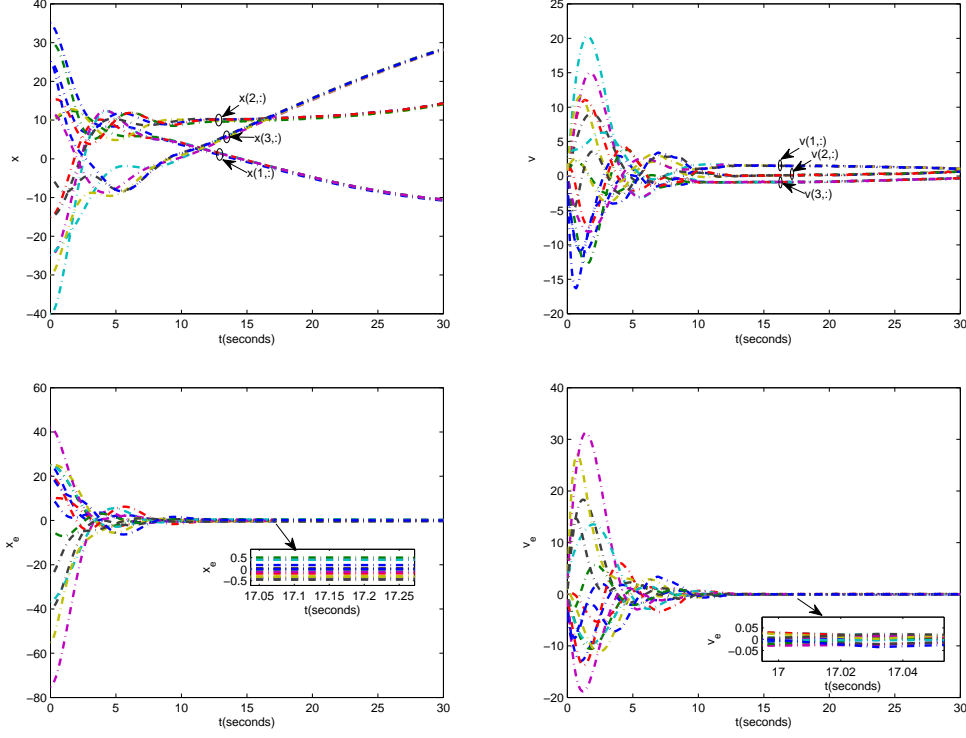 40
30
20
10
0
−10
−20
−30
−40
x
x(2,:)
x(3,:)
x(1,:)
0 5 10 15 20 25 30
t(seconds)
25
20
15
10
5
0
−5
−10
−15
−20
v
v(1,:)
v(2,:)
v(3,:)
0 5 10 15 20 25 30
t(seconds)
60
40
20
0
−20
−40
−60
−80
x_e
0.5
0
−0.5
x_e
17.05 17.1 17.15 17.2 17.25
t(seconds)
0 5 10 15 20 25 30
t(seconds)
40
30
20
10
0
−10
−20
v_e
0.05
0
−0.05
v_e
17 17.02 17.04
t(seconds)
0 5 10 15 20 25 30
t(seconds)